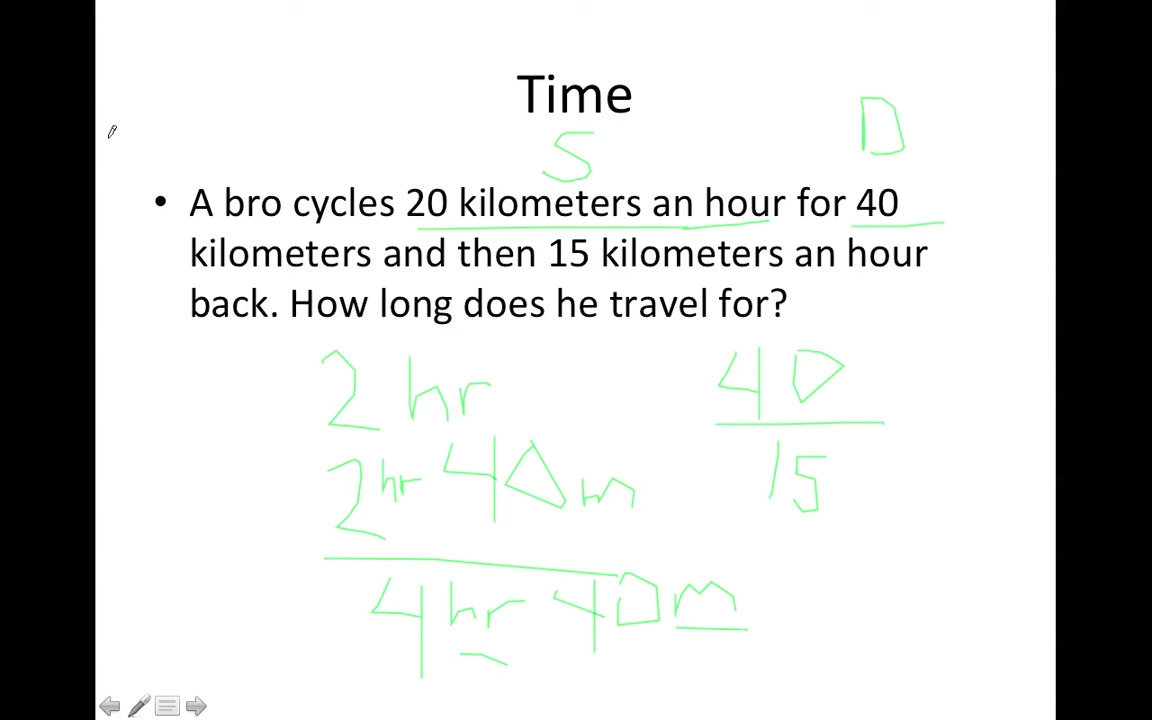 Time
S
D
• A bro cycles 20 kilometers an hour for 40
kilometers and then 15 kilometers an hour
back. How long does he travel for?
2 hr
40
2 hr 40 m
15
4 hr 40 m